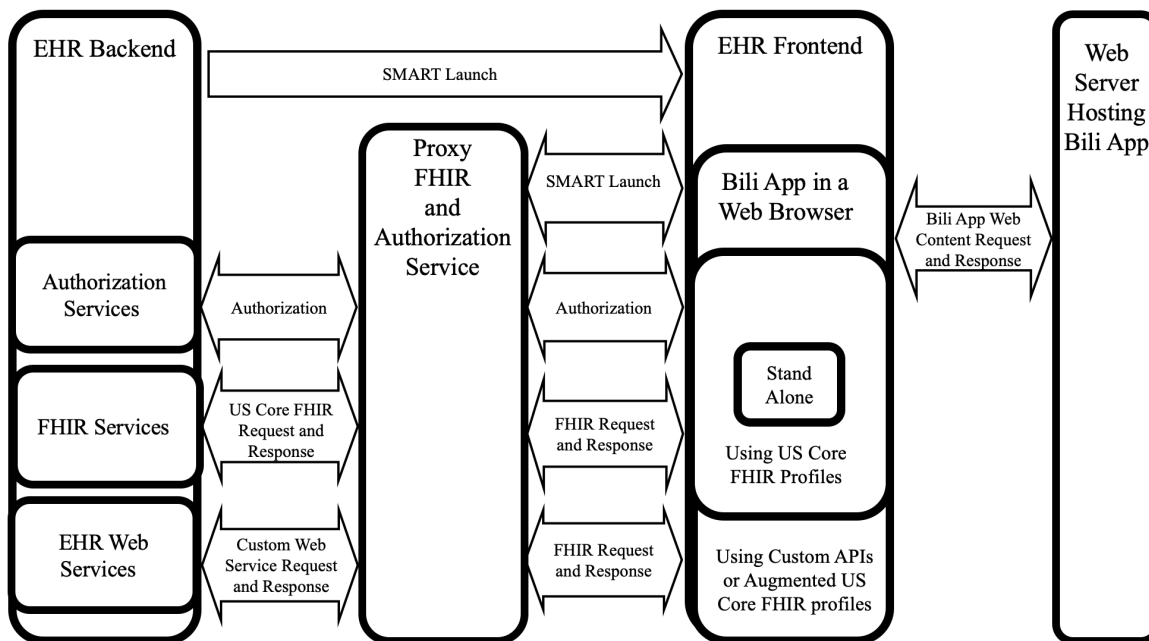 EHR Backend
SMART Launch
EHR Frontend
Web
Server
Hosting
Bili App
Proxy
FHIR
and
Authorization
Service
SMART Launch
Bili App in a
Web Browser
Bili App Web
Content Request
and Response
Authorization
Services
Authorization
Authorization
Stand
Alone
FHIR Services
US Core FHIR
Request and
Response
FHIR Request
and Response
Using US Core
FHIR Profiles
EHR Web
Services
Custom Web
Service Request
and Response
FHIR Request
and Response
Using Custom APIs
or Augmented US
Core FHIR profiles